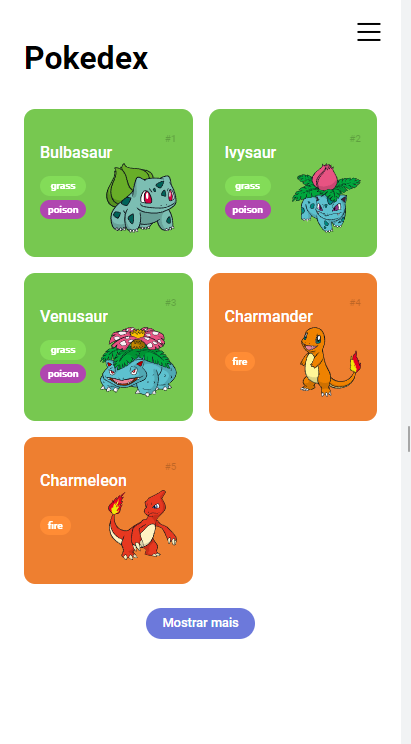 Pokedex
#1
Bulbasaur
grass
poison
#2
Ivysaur
grass
poison
#3
Venusaur
grass
poison
#4
Charmander
fire
#5
Charmeleon
fire
Mostrar mais